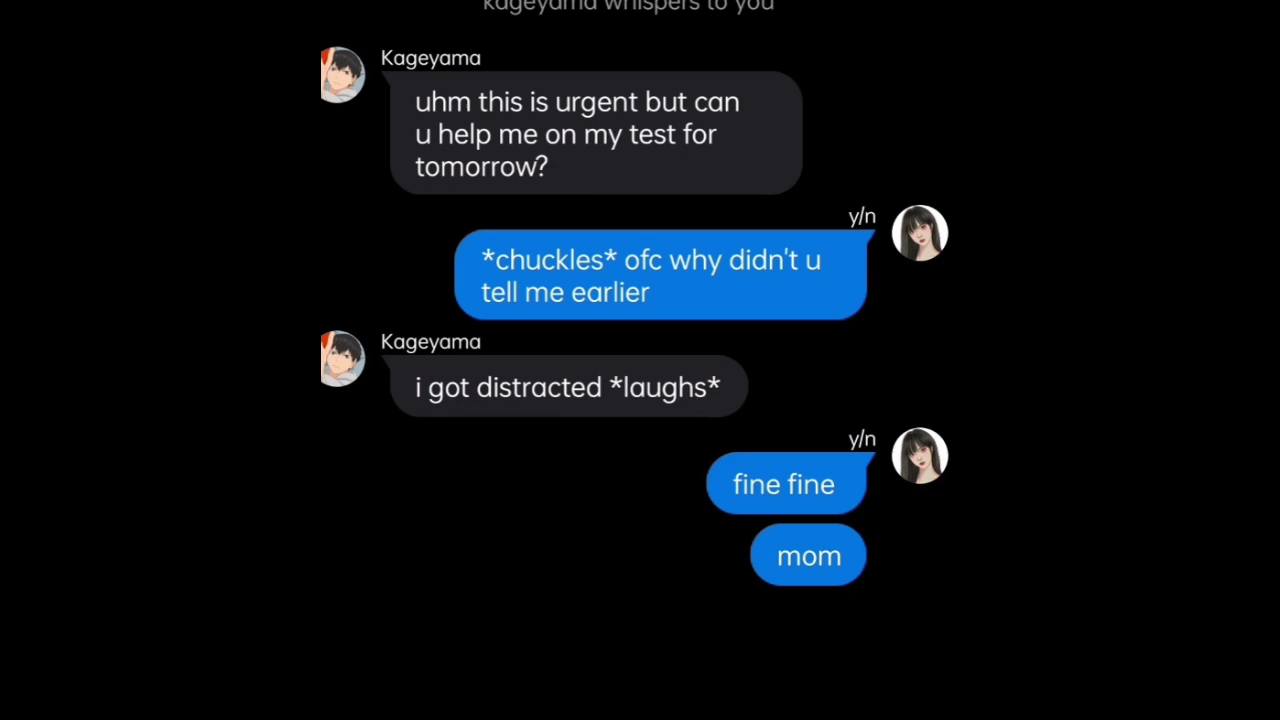 kageyama whispers to you
Kageyama
uhm this is urgent but can
u help me on my test for
tomorrow?
y/n
*chuckles* ofc why didn't u
tell me earlier
Kageyama
i got distracted *laughs*
y/n
fine fine
mom